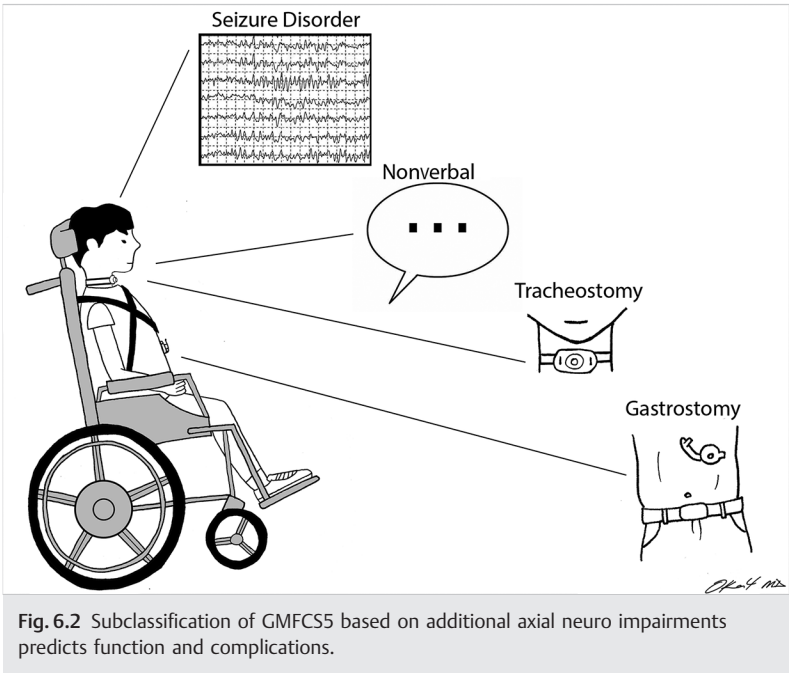 Seizure Disorder
Nonverbal
Tracheostomy
Gastrostomy
MD
Fig. 6.2 Subclassification of GMFCS5 based on additional axial neuro impairments
predicts function and complications.